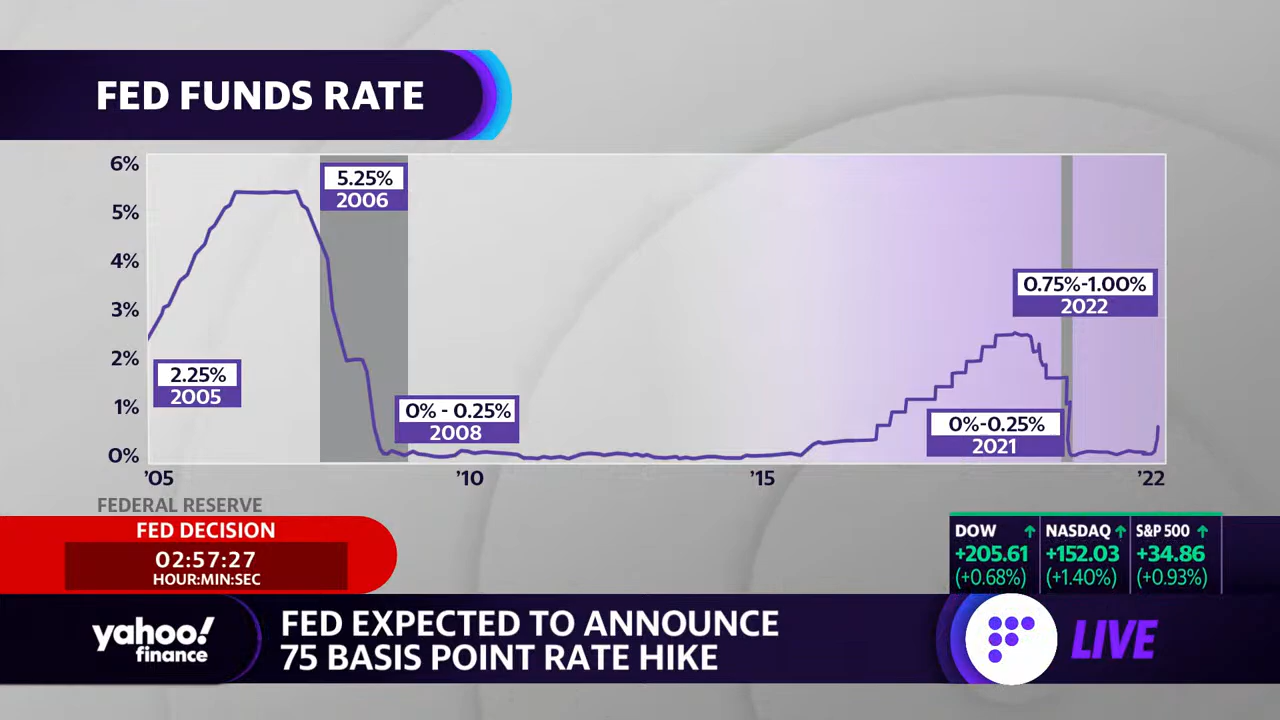 FED FUNDS RATE
6%
5%
4%
3%
2%
1%
0%
5.25%
2006
2.25%
2005
0% - 0.25%
2008
0.75%-1.00%
2022
0%-0.25%
2021
’05
’10
’15
’22
FEDERAL RESERVE
FED DECISION
02:57:27
HOUR:MIN:SEC
DOW
+205.61
(+0.68%)
NASDAQ
+152.03
(+1.40%)
S&P 500
+34.86
(+0.93%)
yahoo!
finance
FED EXPECTED TO ANNOUNCE
75 BASIS POINT RATE HIKE
LIVE